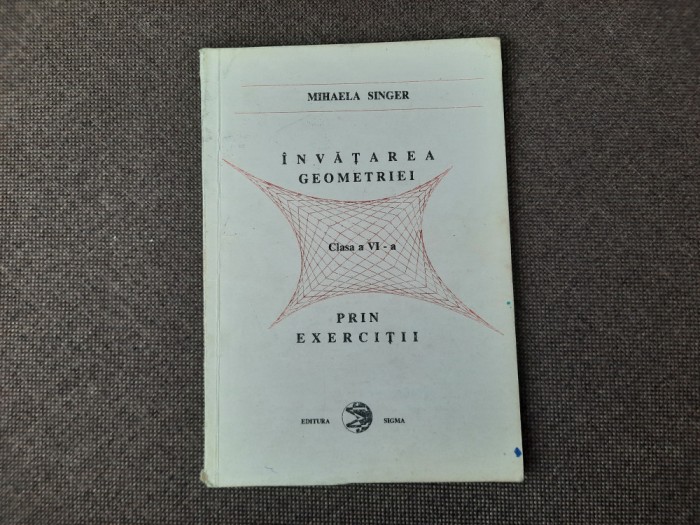 MIHAELA SINGER
ÎNVĂȚAREA
GEOMETRIEI
Clasa a VI - a
PRIN
EXERCIȚII
EDITURA SIGMA